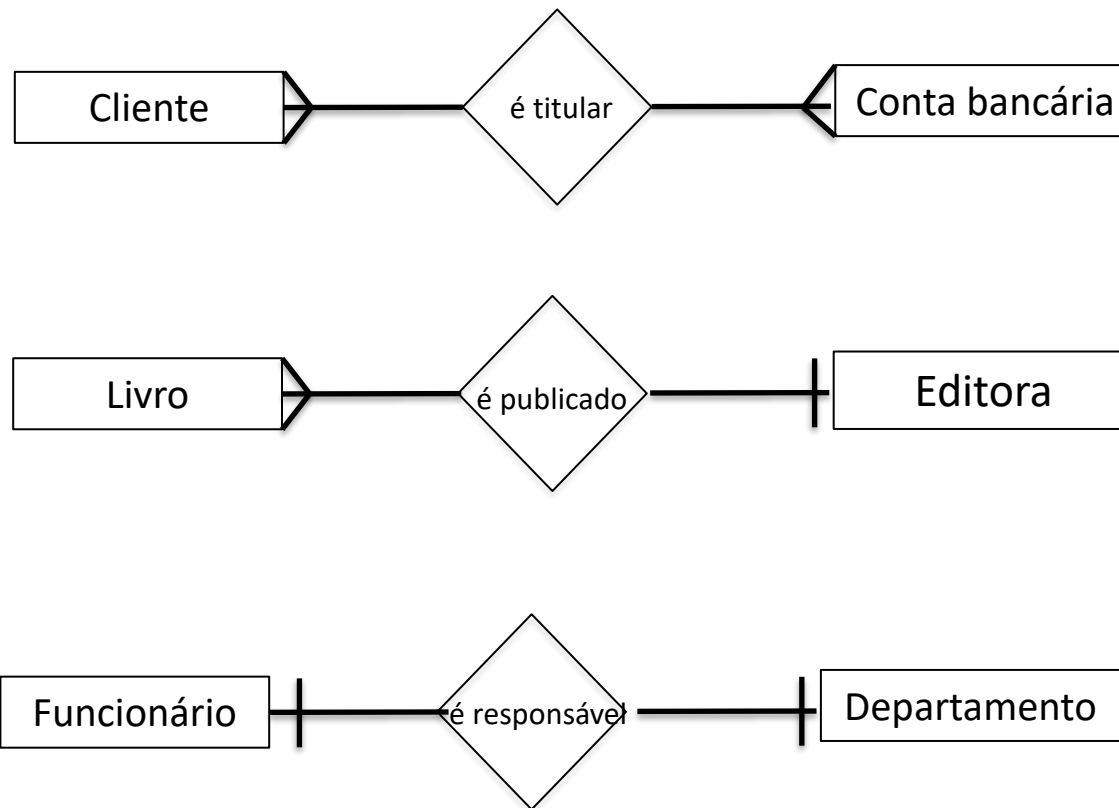 Cliente
é titular
Conta bancária
Livro
é publicado
Editora
Funcionário
é responsável
Departamento